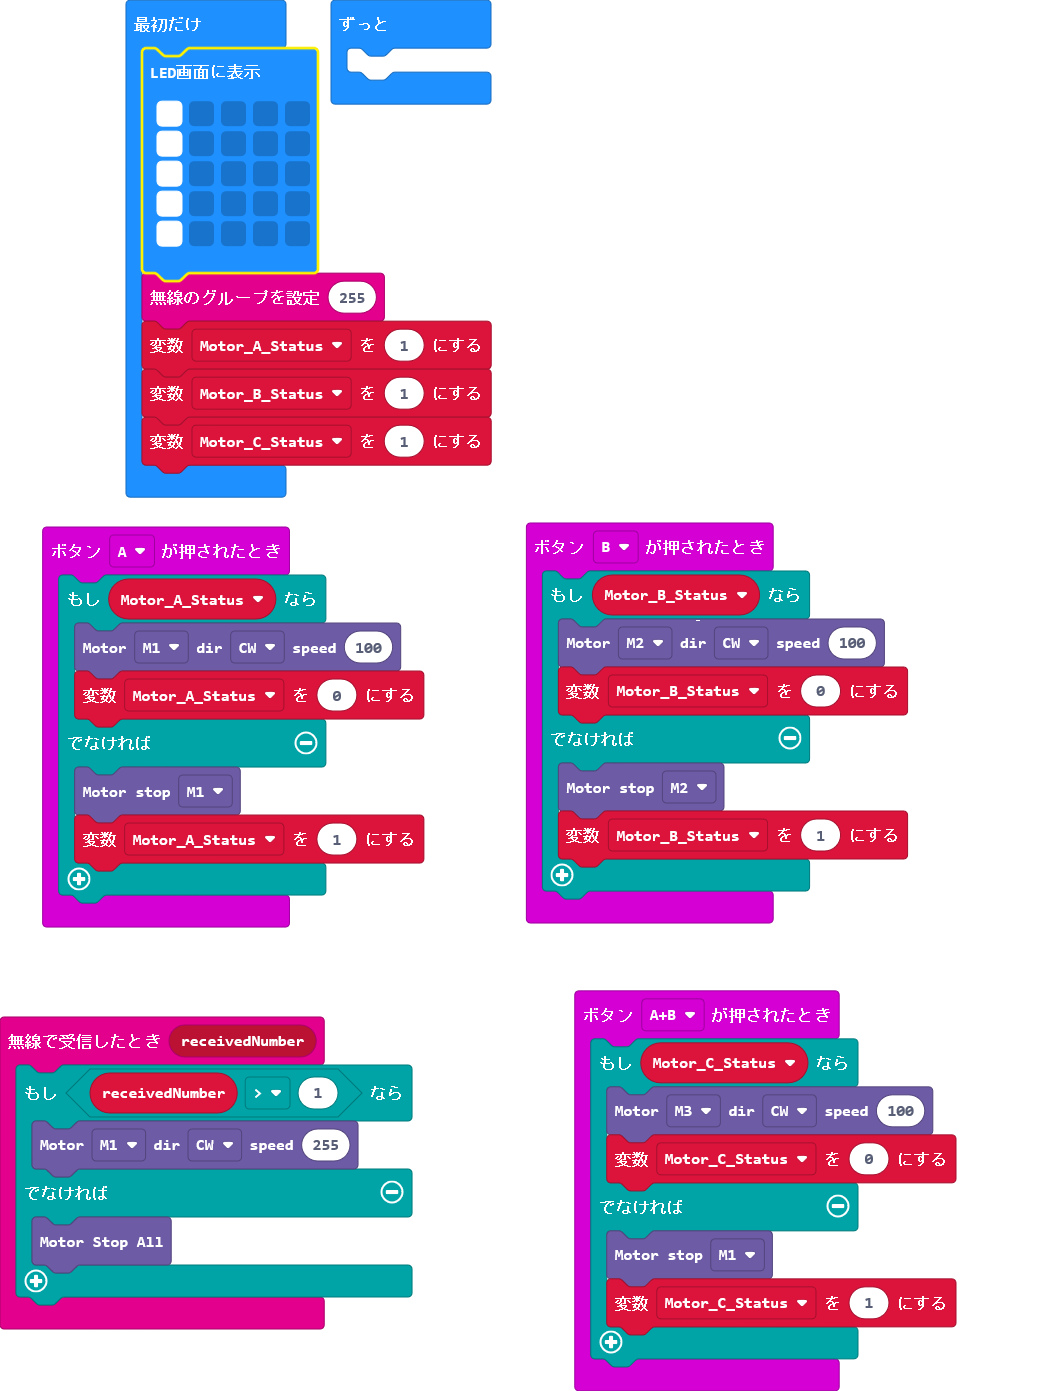 最初だけ
LED画面に表示
無線のグループを設定 255
変数 Motor_A_Status を 1 にする
変数 Motor_B_Status を 1 にする
変数 Motor_C_Status を 1 にする
ずっと
ボタン A が押されたとき
もし Motor_A_Status なら
Motor M1 dir CW speed 100
変数 Motor_A_Status を 0 にする
でなければ
Motor stop M1
変数 Motor_A_Status を 1 にする
ボタン B が押されたとき
もし Motor_B_Status なら
Motor M2 dir CW speed 100
変数 Motor_B_Status を 0 にする
でなければ
Motor stop M2
変数 Motor_B_Status を 1 にする
無線で受信したとき receivedNumber
もし receivedNumber > 1 なら
Motor M1 dir CW speed 255
でなければ
Motor Stop All
ボタン A+B が押されたとき
もし Motor_C_Status なら
Motor M3 dir CW speed 100
変数 Motor_C_Status を 0 にする
でなければ
Motor stop M1
変数 Motor_C_Status を 1 にする